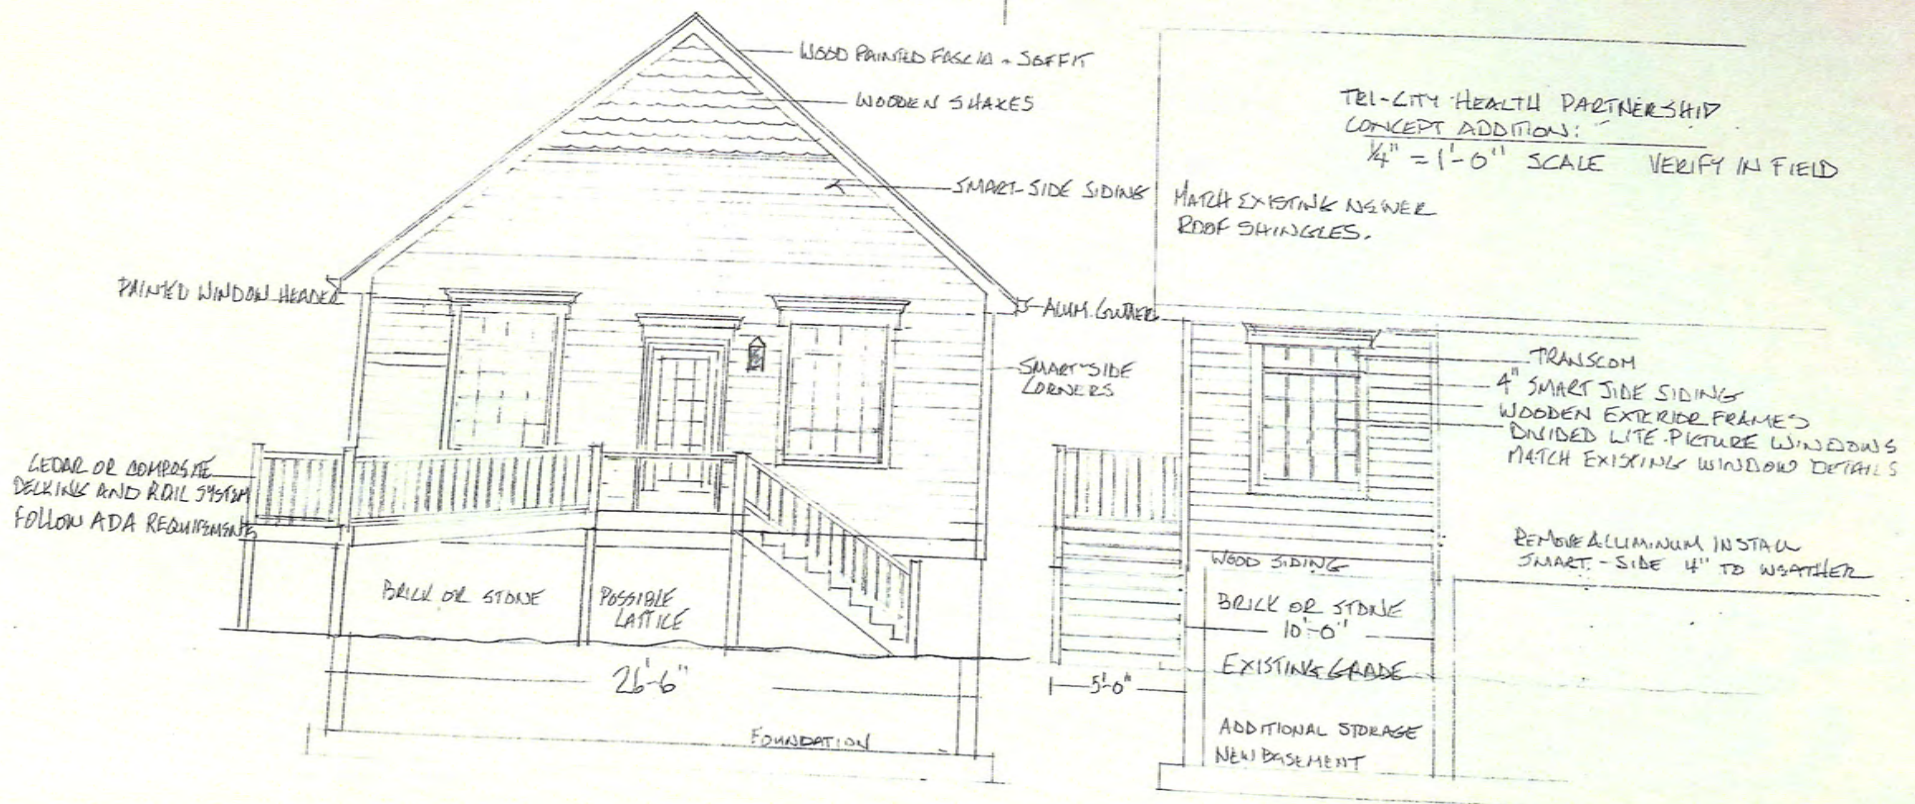 WOOD PAINTED FASCIA - SOFFIT
WOODEN SHAKES
SMART-SIDE SIDING
PAINTED WINDOW HEADER
ALUM. GUTTER
SMART-SIDE
CORNERS
CEDAR OR COMPOSITE
DECKING AND RAIL SYSTEM
FOLLOW ADA REQUIREMENTS
BRICK OR STONE
POSSIBLE
LATTICE
26'-6"
FOUNDATION
TRI-CITY HEALTH PARTNERSHIP
CONCEPT ADDITION:
1/4" = 1'-0" SCALE VERIFY IN FIELD
MATCH EXISTING NEWER
ROOF SHINGLES.
TRANSCOM
4" SMART SIDE SIDING
WOODEN EXTERIOR FRAMES
DIVIDED LITE PICTURE WINDOWS
MATCH EXISTING WINDOW DETAILS
REMOVE ALUMINUM INSTALL
SMART-SIDE 4" TO WEATHER
WOOD SIDING
BRICK OR STONE
10'-0"
EXISTING GRADE
5'-0"
ADDITIONAL STORAGE
NEW BASEMENT